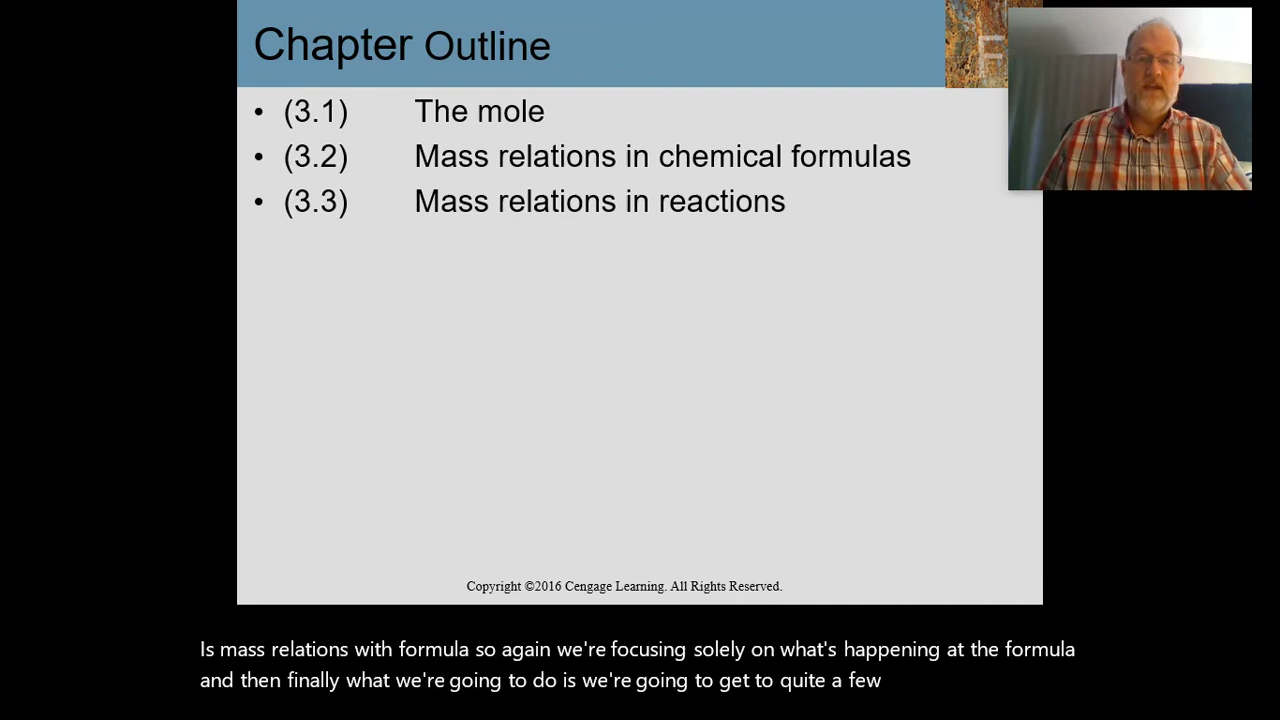 Chapter Outline
• (3.1) The mole
• (3.2) Mass relations in chemical formulas
• (3.3) Mass relations in reactions
Copyright ©2016 Cengage Learning. All Rights Reserved.
Is mass relations with formula so again we're focusing solely on what's happening at the formula
and then finally what we're going to do is we're going to get to quite a few